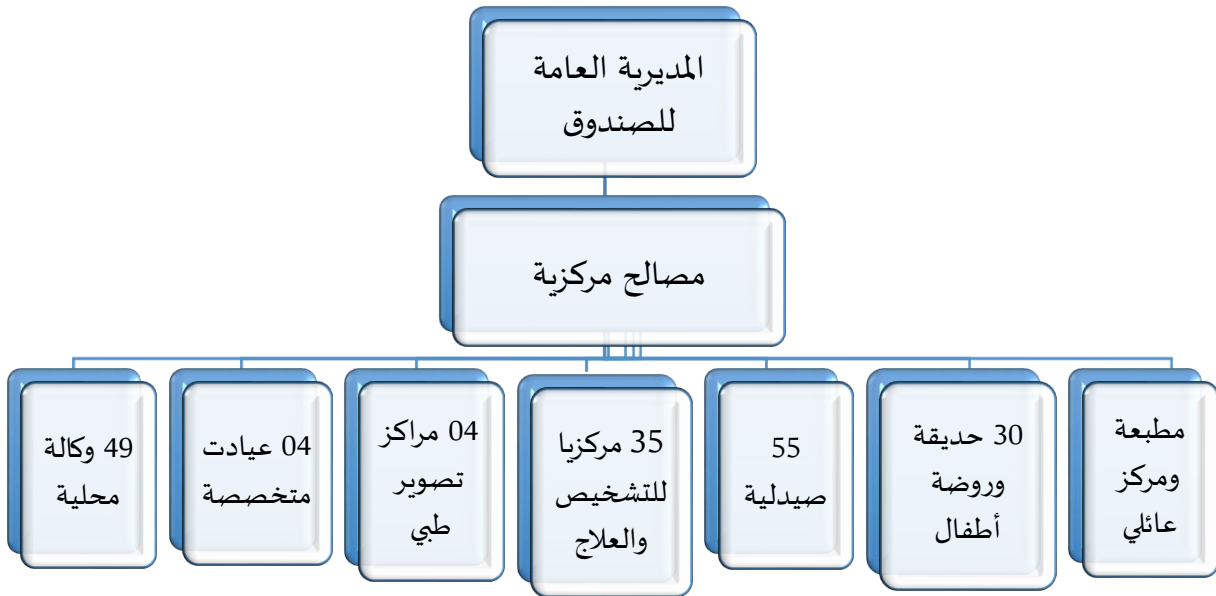 المديرية العامة
للصندوق
مصالح مركزية
مطبعة
ومركز
عائلي
30 حديقة
وروضة
أطفال
55
صيدلية
35 مركزيا
للتشخيص
والعلاج
04 مراكز
تصوير
طبي
04 عيادت
متخصصة
49 وكالة
محلية